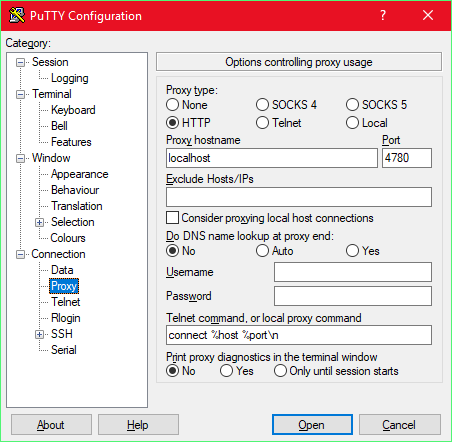 PuTTY Configuration
?
Category:
Session
Logging
Terminal
Keyboard
Bell
Features
Window
Appearance
Behaviour
Translation
Selection
Colours
Connection
Data
Proxy
Telnet
Rlogin
SSH
Serial
Options controlling proxy usage
Proxy type:
None SOCKS 4 SOCKS 5
HTTP Telnet Local
Proxy hostname Port
localhost 4780
Exclude Hosts/IPs
Consider proxying local host connections
Do DNS name lookup at proxy end:
No Auto Yes
Username
Password
Telnet command, or local proxy command
connect %host %port\n
Print proxy diagnostics in the terminal window
No Yes Only until session starts
About Help Open Cancel